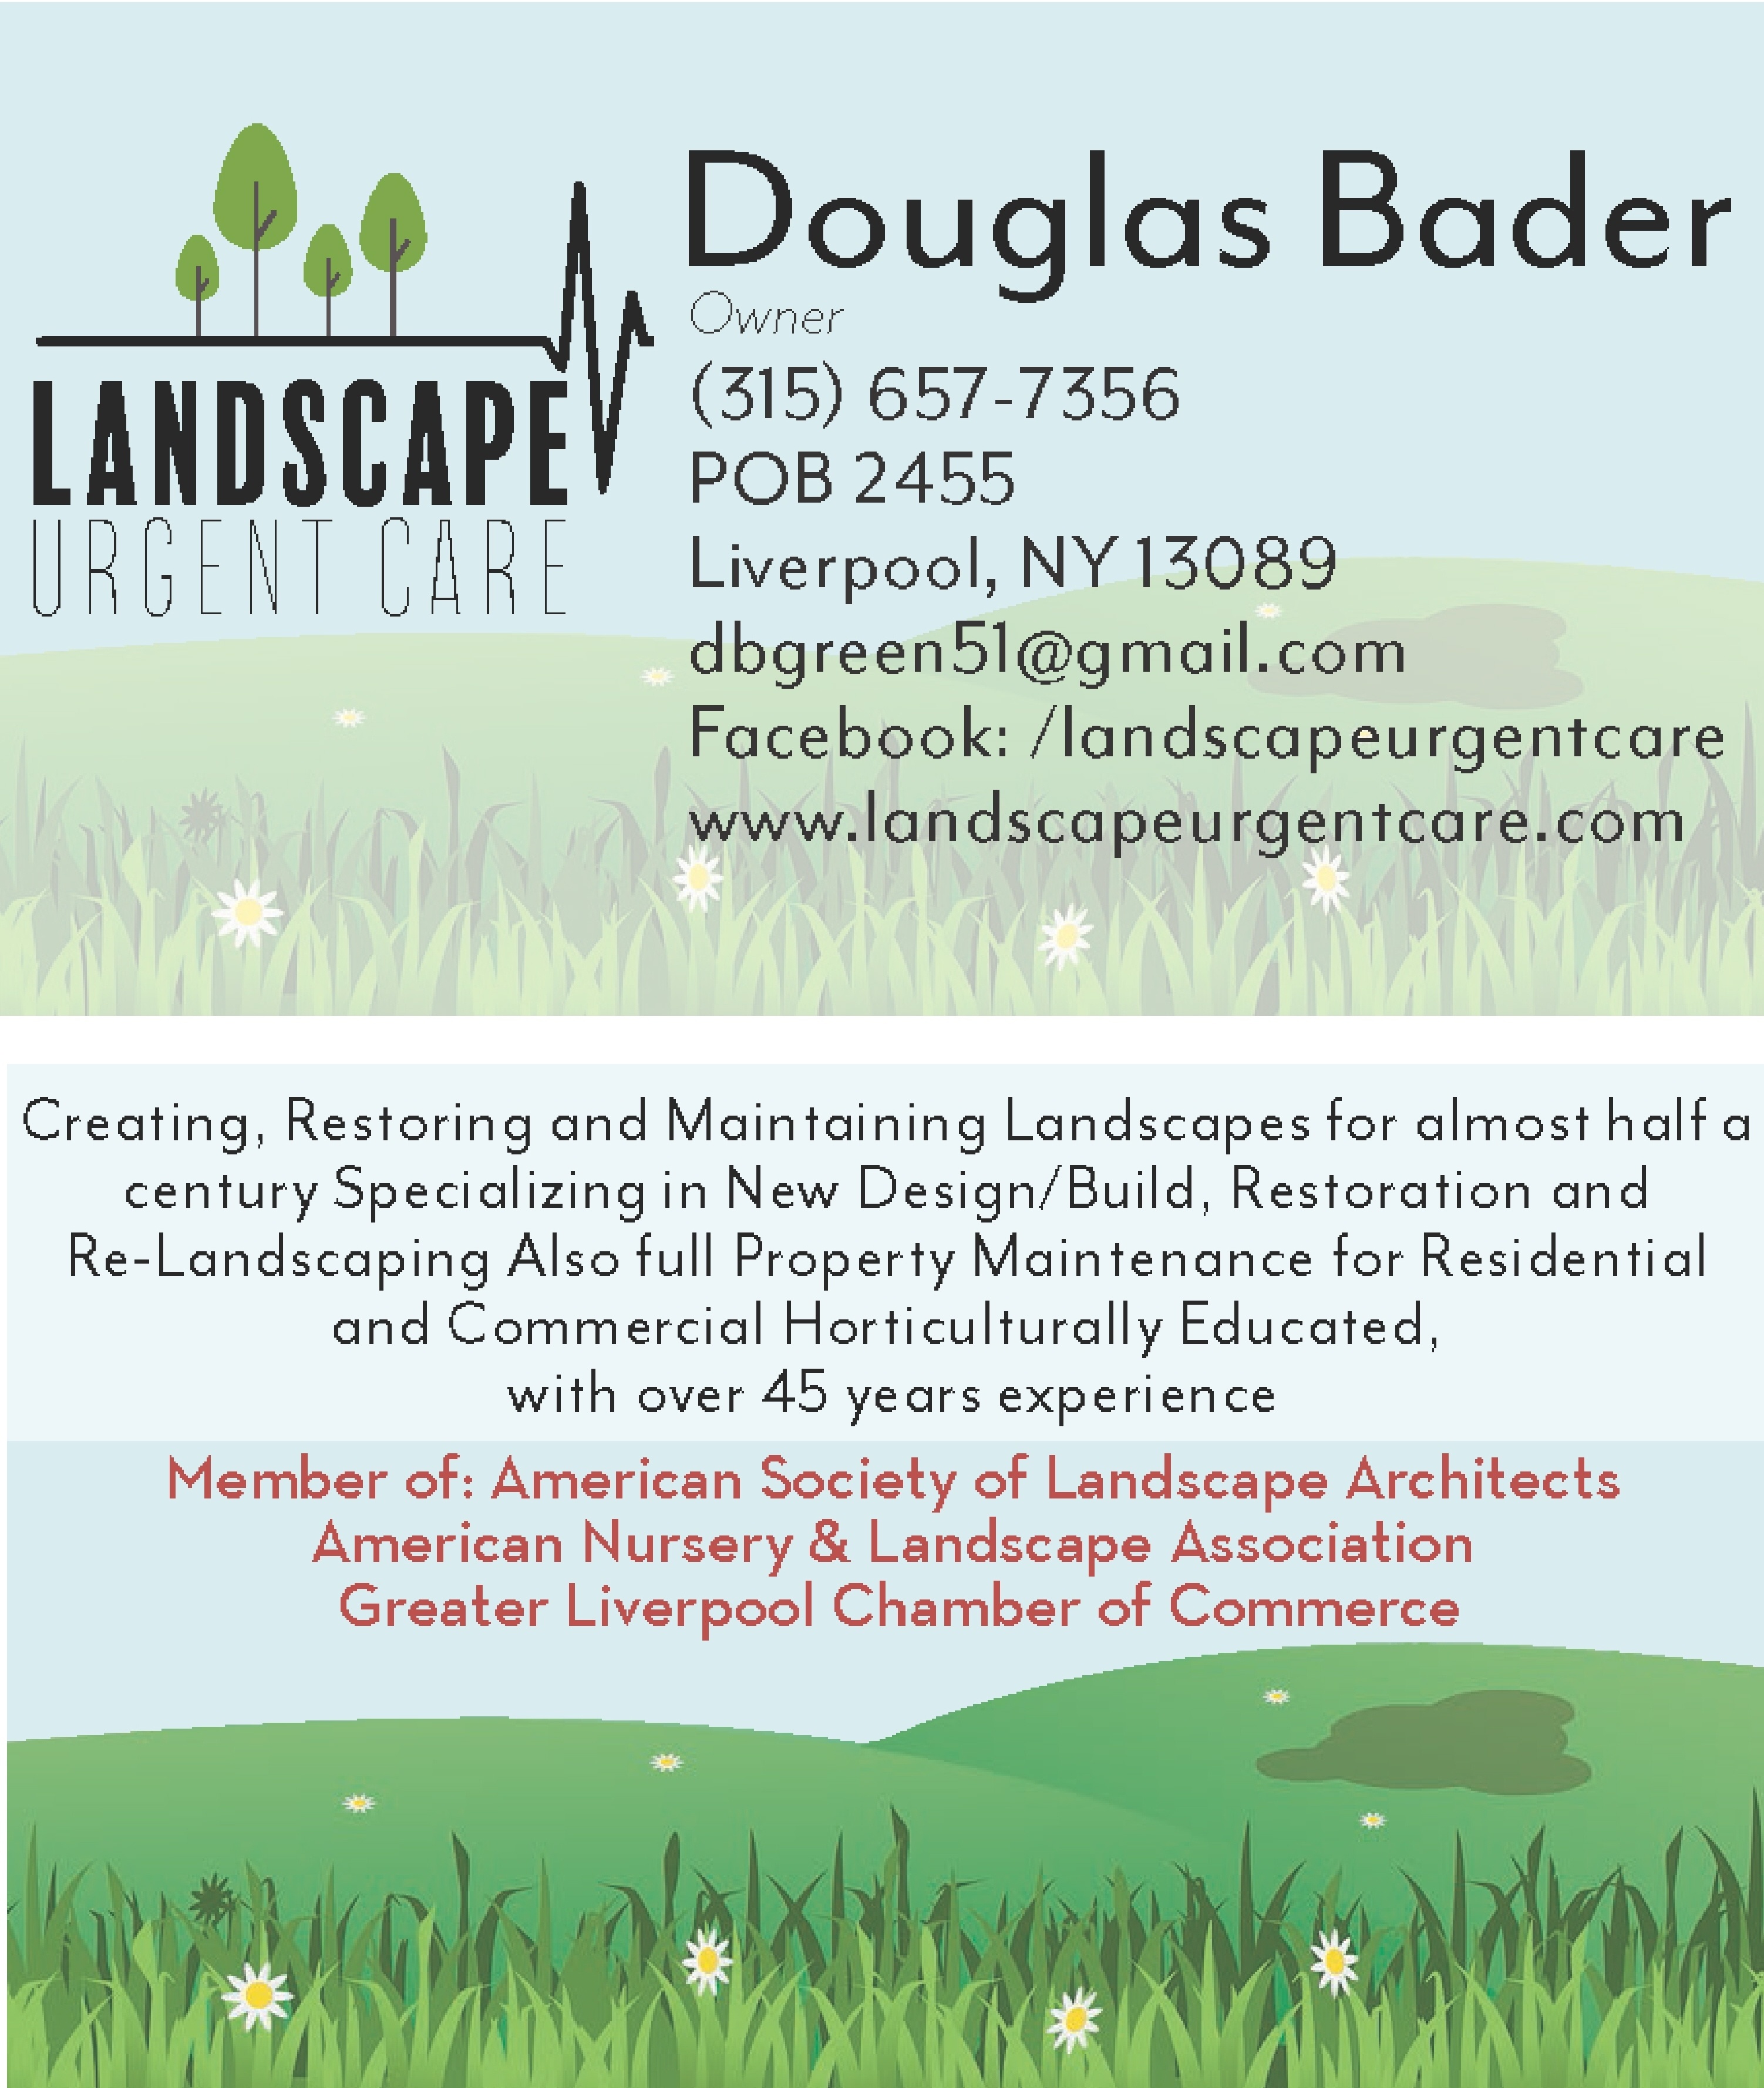 LANDSCAPE
URGENT CARE
Douglas Bader
Owner
(315) 657-7356
POB 2455
Liverpool, NY 13089
dbgreen51@gmail.com
Facebook: /landscapeurgentcare
www.landscapeurgentcare.com
Creating, Restoring and Maintaining Landscapes for almost half a
century Specializing in New Design/Build, Restoration and
Re-Landscaping Also full Property Maintenance for Residential
and Commercial Horticulturally Educated,
with over 45 years experience
Member of: American Society of Landscape Architects
American Nursery & Landscape Association
Greater Liverpool Chamber of Commerce